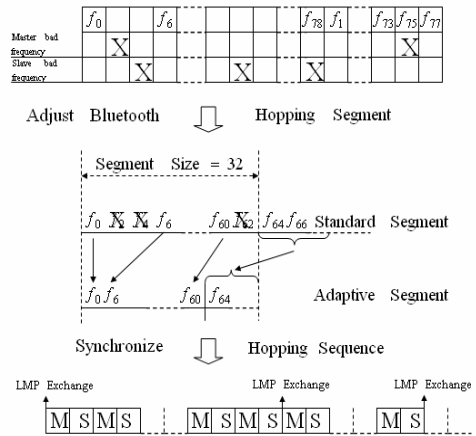 f0 f6 f78 f1 f73 f75 f77
Master bad
frequency X X
Slave bad
frequency X X X
Adjust Bluetooth Hopping Segment
Segment Size = 32
f0 X X f6 f60 X f64 f66 Standard Segment
f0 f6 f60 f64 Adaptive Segment
Synchronize Hopping Sequence
LMP Exchange LMP Exchange LMP Exchange
M S M S M S M S M S M S